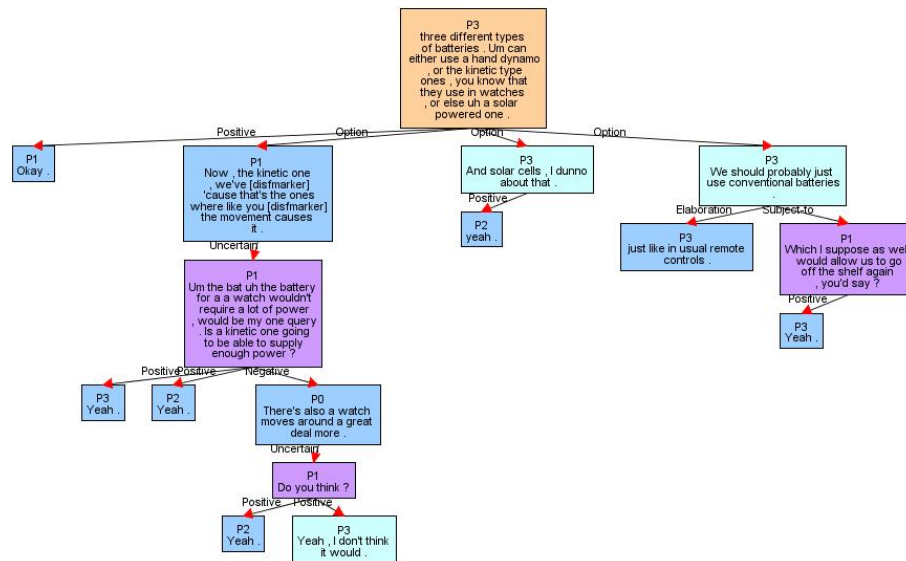 P3
three different types
of batteries . Um can
either use a hand dynamo
, or the kinetic type
ones , you know that
they use in watches
, or else uh a solar
powered one .
Positive
Option
Option
Option
P1
Okay .
P1
Now , the kinetic one
, we've [disfmarker]
'cause that's the ones
where like you [disfmarker]
the movement causes
it .
P3
And solar cells , I dunno
about that .
P3
We should probably just
use conventional batteries
.
Positive
Elaboration
Subject-to
P2
yeah .
P3
just like in usual remote
controls .
P1
Which I suppose as well
would allow us to go
off the shelf again
, you'd say ?
Uncertain
P1
Um the bat uh the battery
for a a watch wouldn't
require a lot of power
, would be my one query
. Is a kinetic one going
to be able to supply
enough power ?
Positive
P3
Yeah .
Positive
Positive
Negative
P3
Yeah .
P2
Yeah .
P0
There's also a watch
moves around a great
deal more .
Uncertain
P1
Do you think ?
Positive
Positive
P2
Yeah .
P3
Yeah , I don't think
it would .